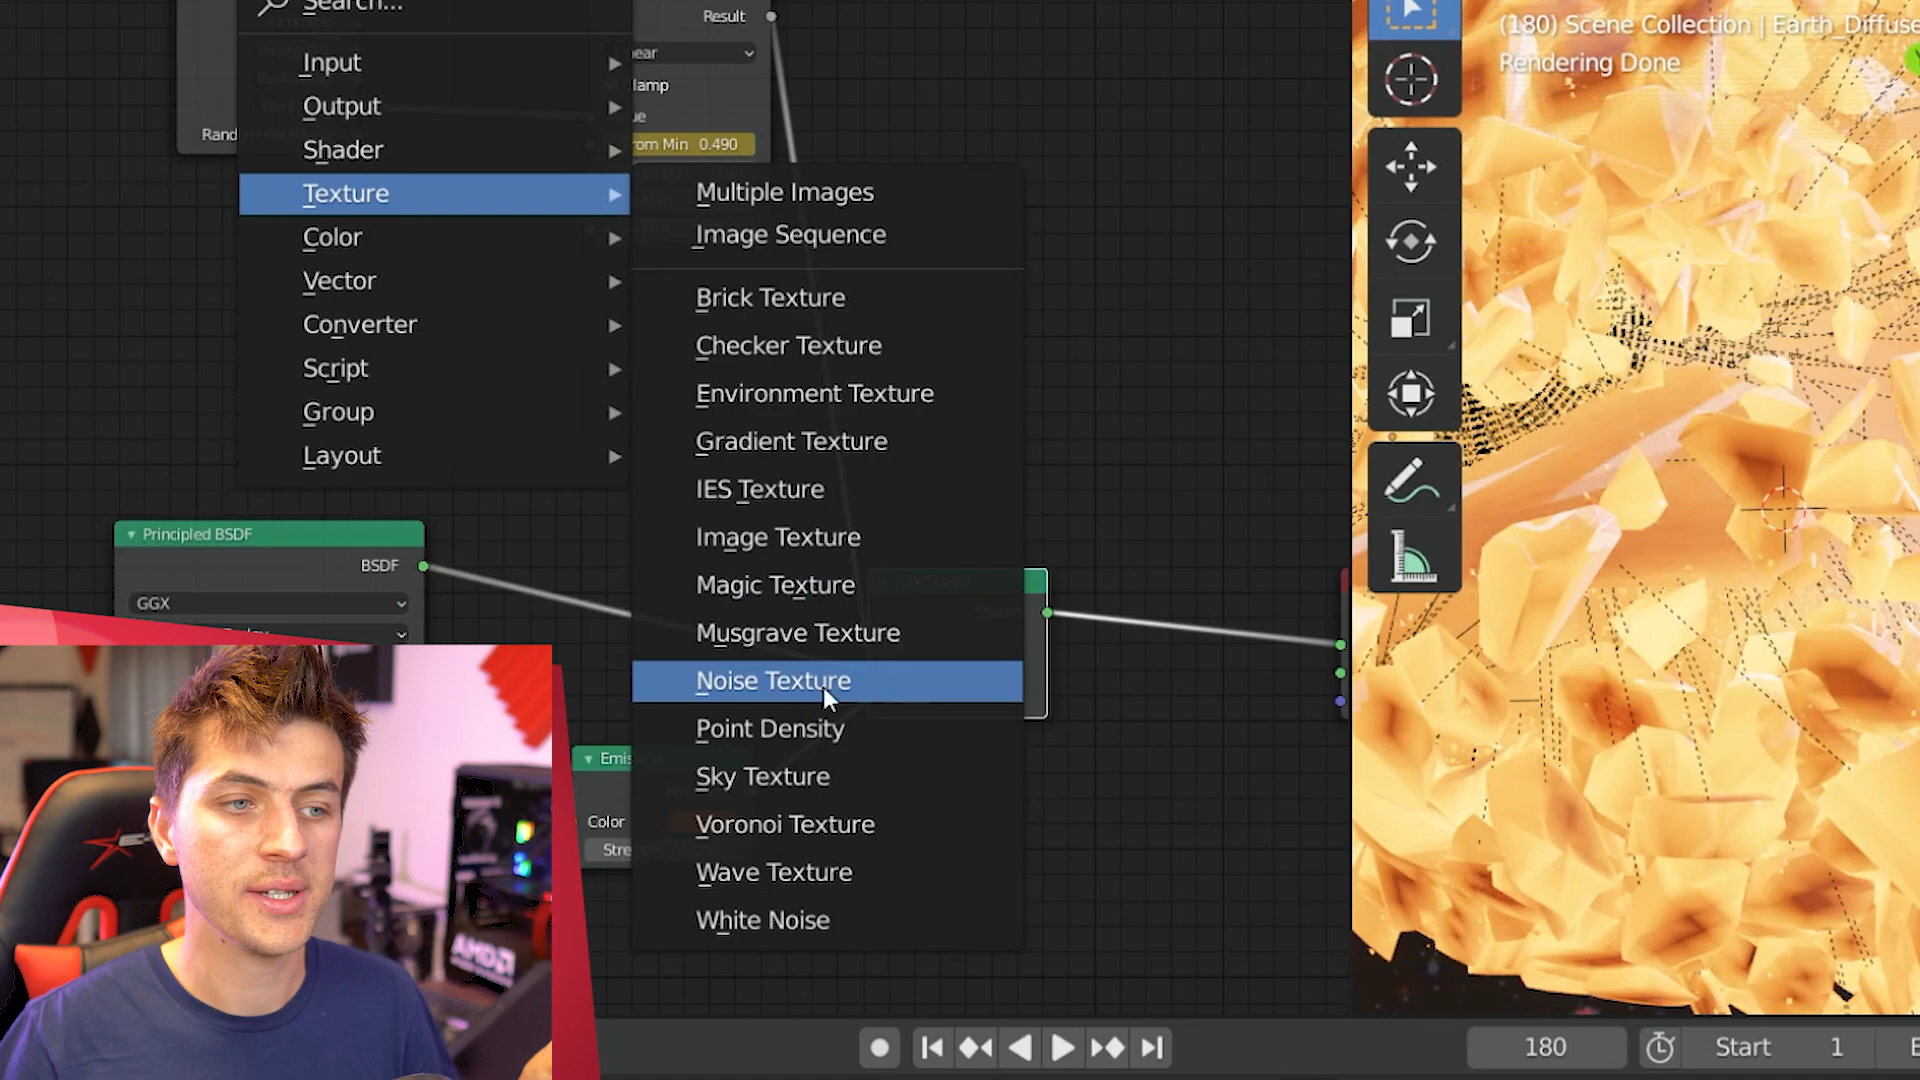 Search...
Input
Output
Shader
Texture
Color
Vector
Converter
Script
Group
Layout
Result
Clamp
From Min 0.490
Multiple Images
Image Sequence
Brick Texture
Checker Texture
Environment Texture
Gradient Texture
IES Texture
Image Texture
Magic Texture
Musgrave Texture
Noise Texture
Point Density
Sky Texture
Voronoi Texture
Wave Texture
White Noise
Principled BSDF
BSDF
GGX
Color
AMD
(180) Scene Collection | Earth_Diffuse
Rendering Done
180
Start 1